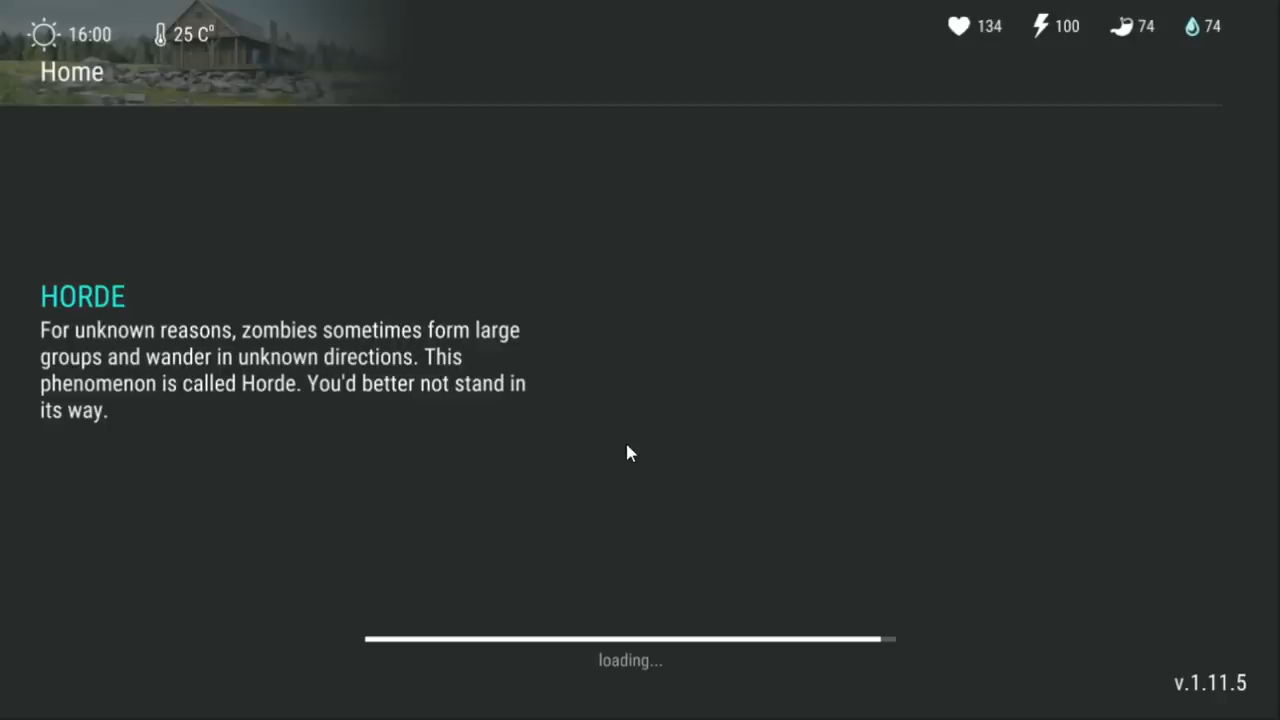 16:00 25 C° 134 100 74 74
Home
HORDE
For unknown reasons, zombies sometimes form large
groups and wander in unknown directions. This
phenomenon is called Horde. You'd better not stand in
its way.
loading...
v.1.11.5